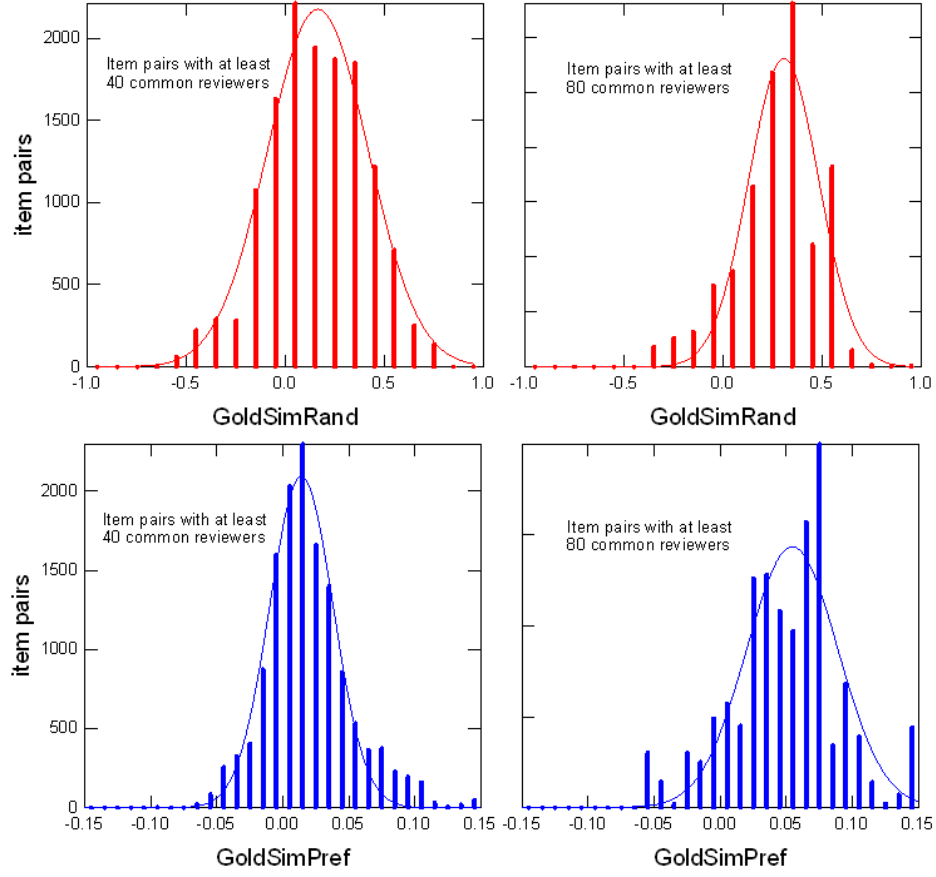 2000
1500
1000
500
0
item pairs
Item pairs with at least
40 common reviewers
-1.0
-0.5
0.0
0.5
1.0
GoldSimRand
Item pairs with at least
80 common reviewers
-1.0
-0.5
0.0
0.5
1.0
GoldSimRand
2000
1500
1000
500
0
item pairs
Item pairs with at least
40 common reviewers
-0.10
-0.05
0.00
0.05
0.10
0.15
GoldSimPref
Item pairs with at least
80 common reviewers
-0.10
-0.05
0.00
0.05
0.10
0.15
GoldSimPref